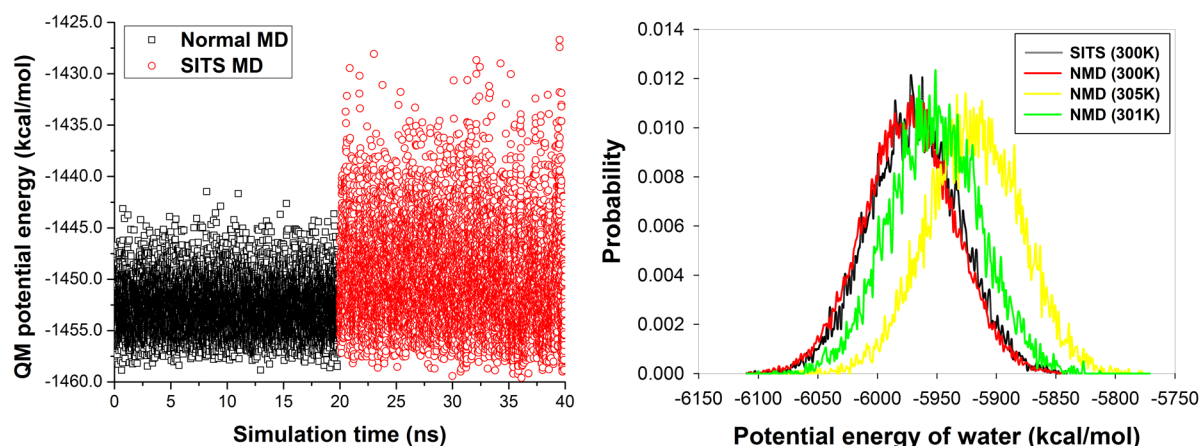 QM potential energy (kcal/mol)
-1425.0
-1430.0
-1435.0
-1440.0
-1445.0
-1450.0
-1455.0
-1460.0
Normal MD
SITS MD
0 5 10 15 20 25 30 35 40
Simulation time (ns)
Probability
0.014
0.012
0.010
0.008
0.006
0.004
0.002
0.000
SITS (300K)
NMD (300K)
NMD (305K)
NMD (301K)
-6150 -6100 -6050 -6000 -5950 -5900 -5850 -5800 -5750
Potential energy of water (kcal/mol)